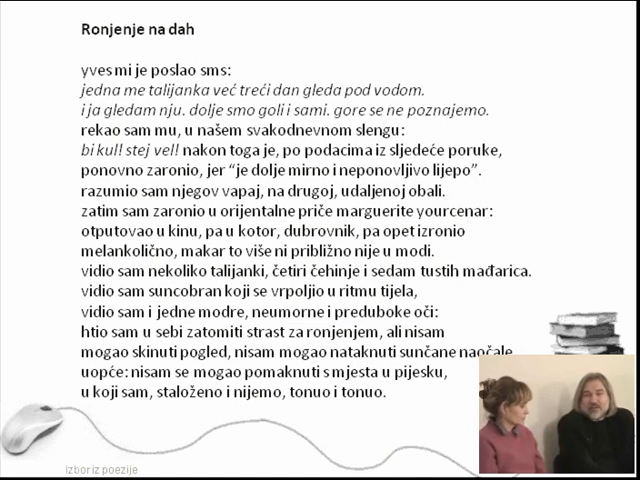 Ronjenje na dah
yves mi je poslao sms:
jedna me talijanka već treći dan gleda pod vodom.
i ja gledam nju. dolje smo goli i sami. gore se ne poznajemo.
rekao sam mu, u našem svakodnevnom slengu:
bi kul! stej vel! nakon toga je, po podacima iz sljedeće poruke,
ponovno zaronio, jer “je dolje mirno i neponovljivo lijepo”.
razumio sam njegov vapaj, na drugoj, udaljenoj obali.
zatim sam zaronio u orijentalne priče marguerite yourcenar:
otputovao u kinu, pa u kotor, dubrovnik, pa opet izronio
melankolično, makar to više ni približno nije u modi.
vidio sam nekoliko talijanki, četiri čehinje i sedam tustih mađarica.
vidio sam suncobran koji se vrpoljio u ritmu tijela,
vidio sam i jedne modre, neumorne i preduboke oči:
htio sam u sebi zatomiti strast za ronjenjem, ali nisam
mogao skinuti pogled, nisam mogao nataknuti sunčane naočale
uopće: nisam se mogao pomaknuti s mjesta u pijesku,
u koji sam, staloženo i nijemo, tonuo i tonuo.
Izbor iz poezije